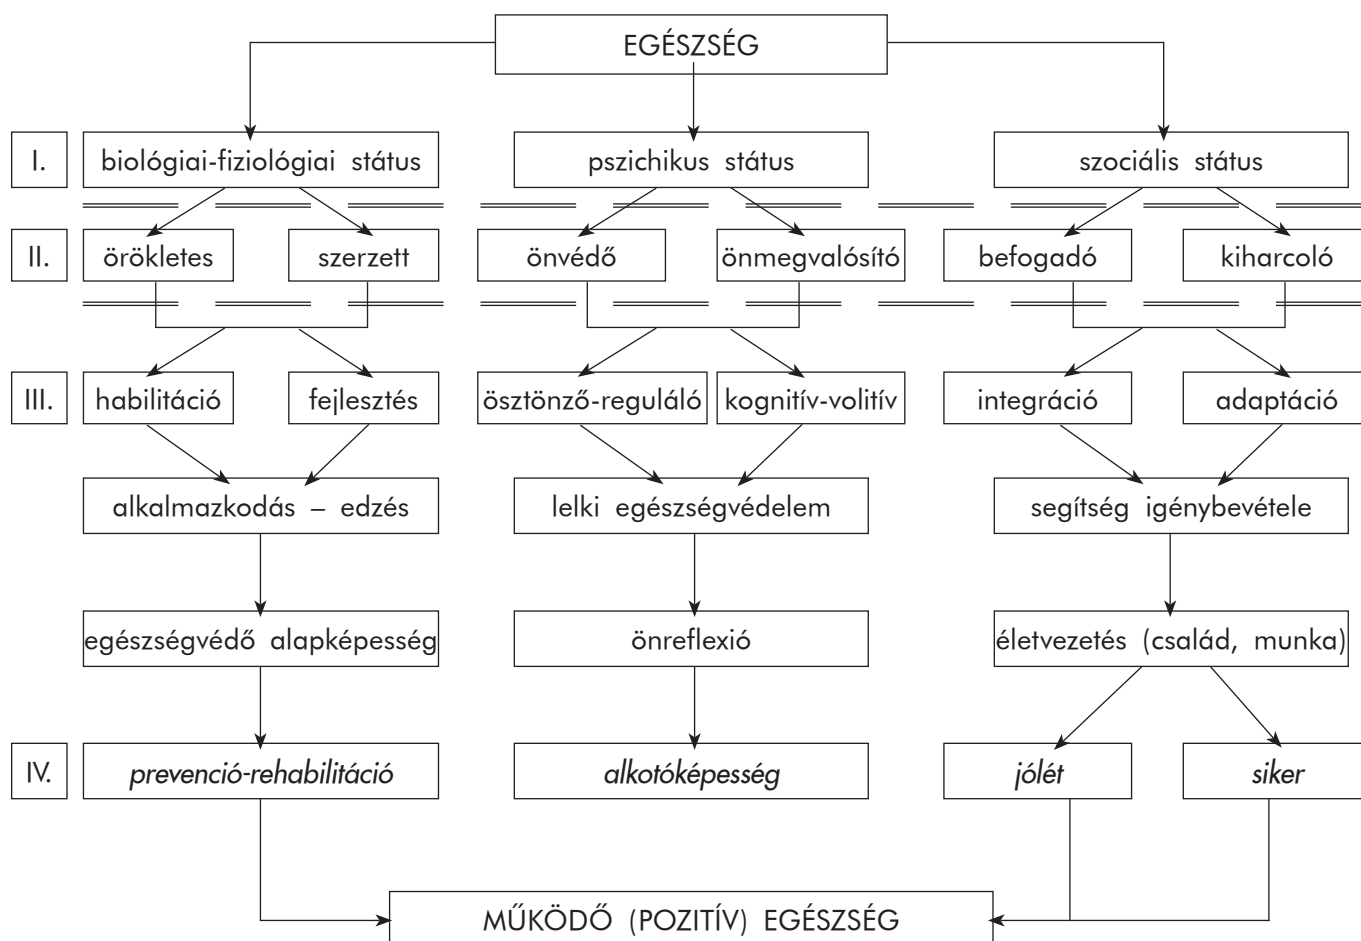 EGÉSZSÉG
I. biológiai-fiziológiai státus pszichikus státus szociális státus
II. örökletes szerzett önvédő önmegvalósító befogadó kiharcoló
III. habilitáció fejlesztés ösztönző-reguláló kognitív-volitív integráció adaptáció
alkalmazkodás – edzés lelki egészségvédelem segítség igénybevétele
egészségvédő alapképesség önreflexió életvezetés (család, munka)
IV. prevenció-rehabilitáció alkotóképesség jólét siker
MŰKÖDŐ (POZITÍV) EGÉSZSÉG